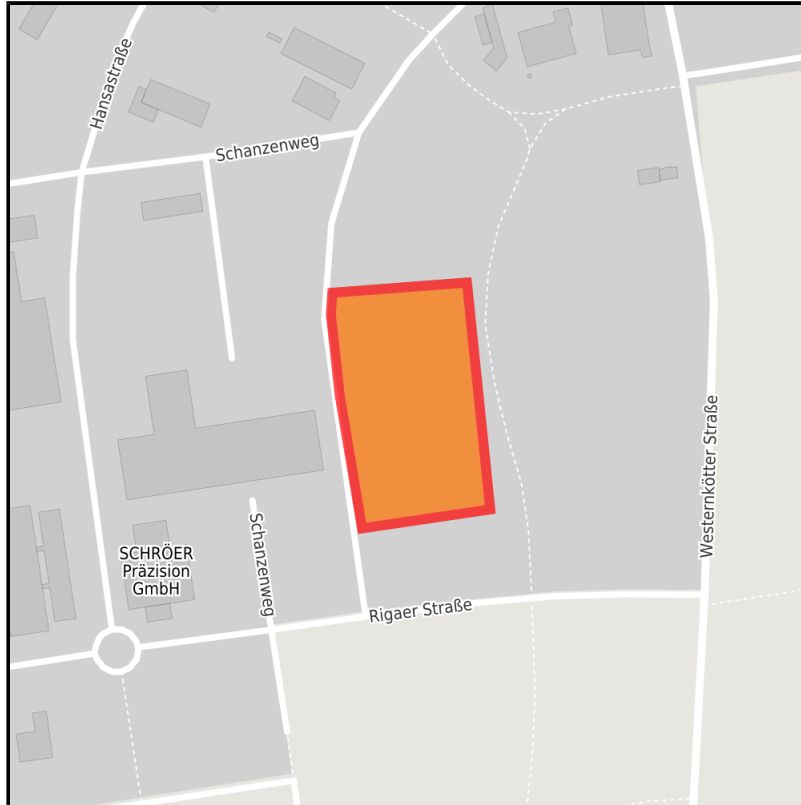 Hansastraße
Schanzenweg
Westernkötter Straße
Schanzenweg
SCHRÖER
Präzision
GmbH
Rigaer Straße